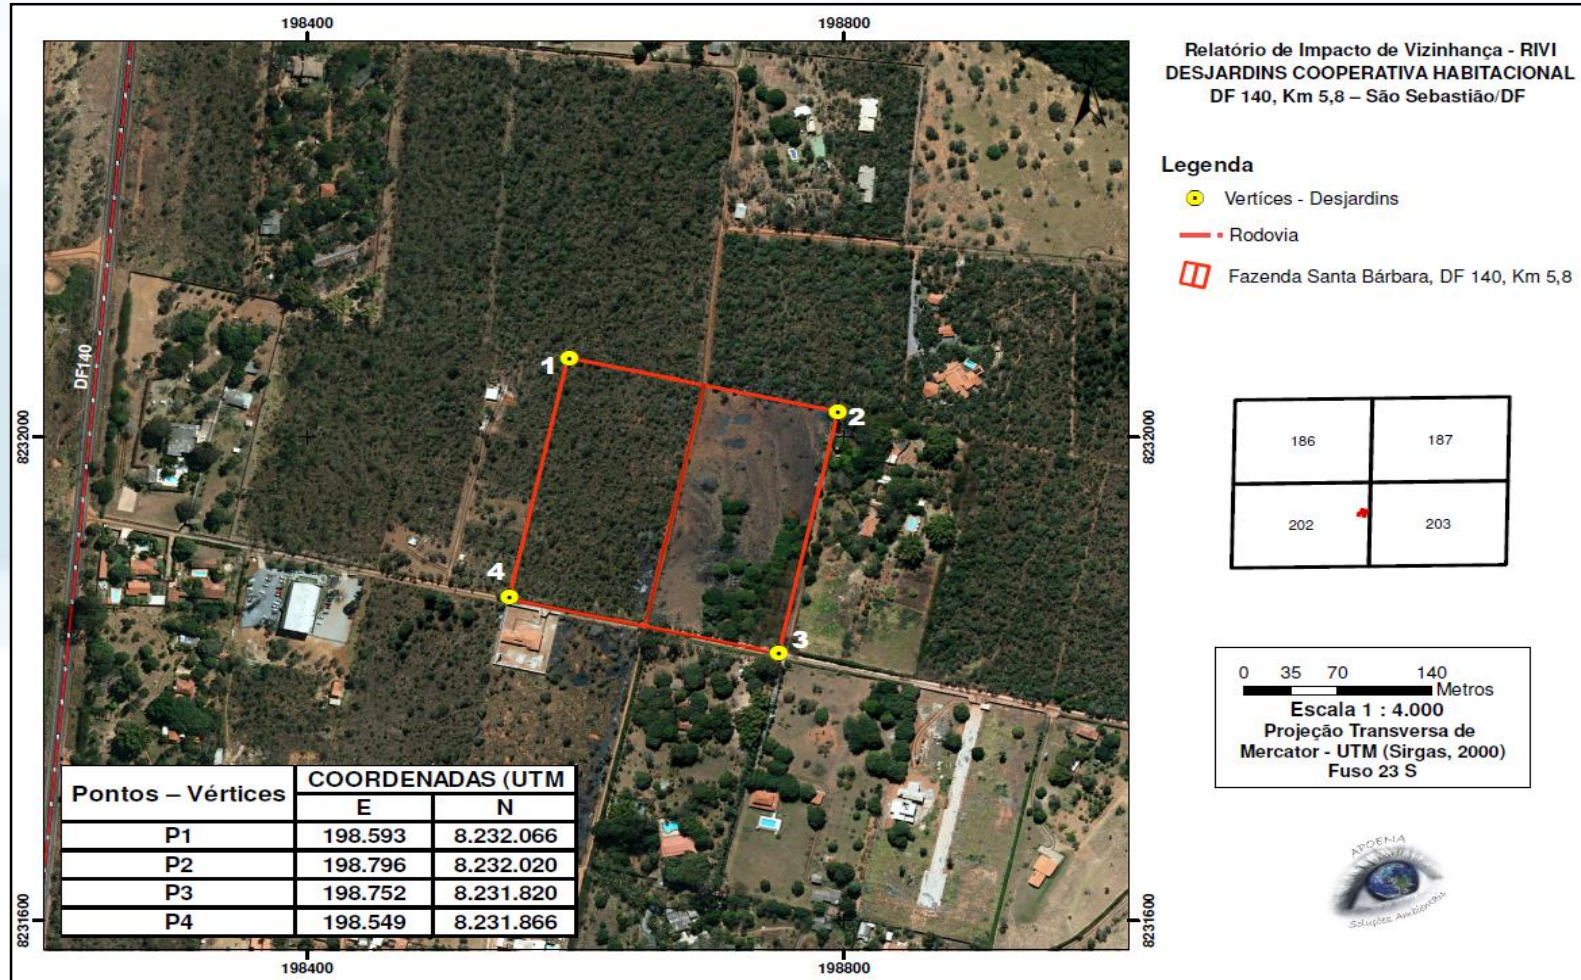 198400
198800
Relatório de Impacto de Vizinhança - RIVI
DESJARDINS COOPERATIVA HABITACIONAL
DF 140, Km 5,8 – São Sebastião/DF
Legenda
Vertíces - Desjardins
Rodovia
Fazenda Santa Bárbara, DF 140, Km 5,8
DF140
1
2
3
4
8232000
8232000
186
187
202
203
0 35 70 140
Metros
Escala 1 : 4.000
Projeção Transversa de
Mercator - UTM (Sirgas, 2000)
Fuso 23 S
Pontos – Vértices
COORDENADAS (UTM
E N
P1 198.593 8.232.066
P2 198.796 8.232.020
P3 198.752 8.231.820
P4 198.549 8.231.866
8231600
8231600
APOENA
Soluções Ambientais
198400
198800